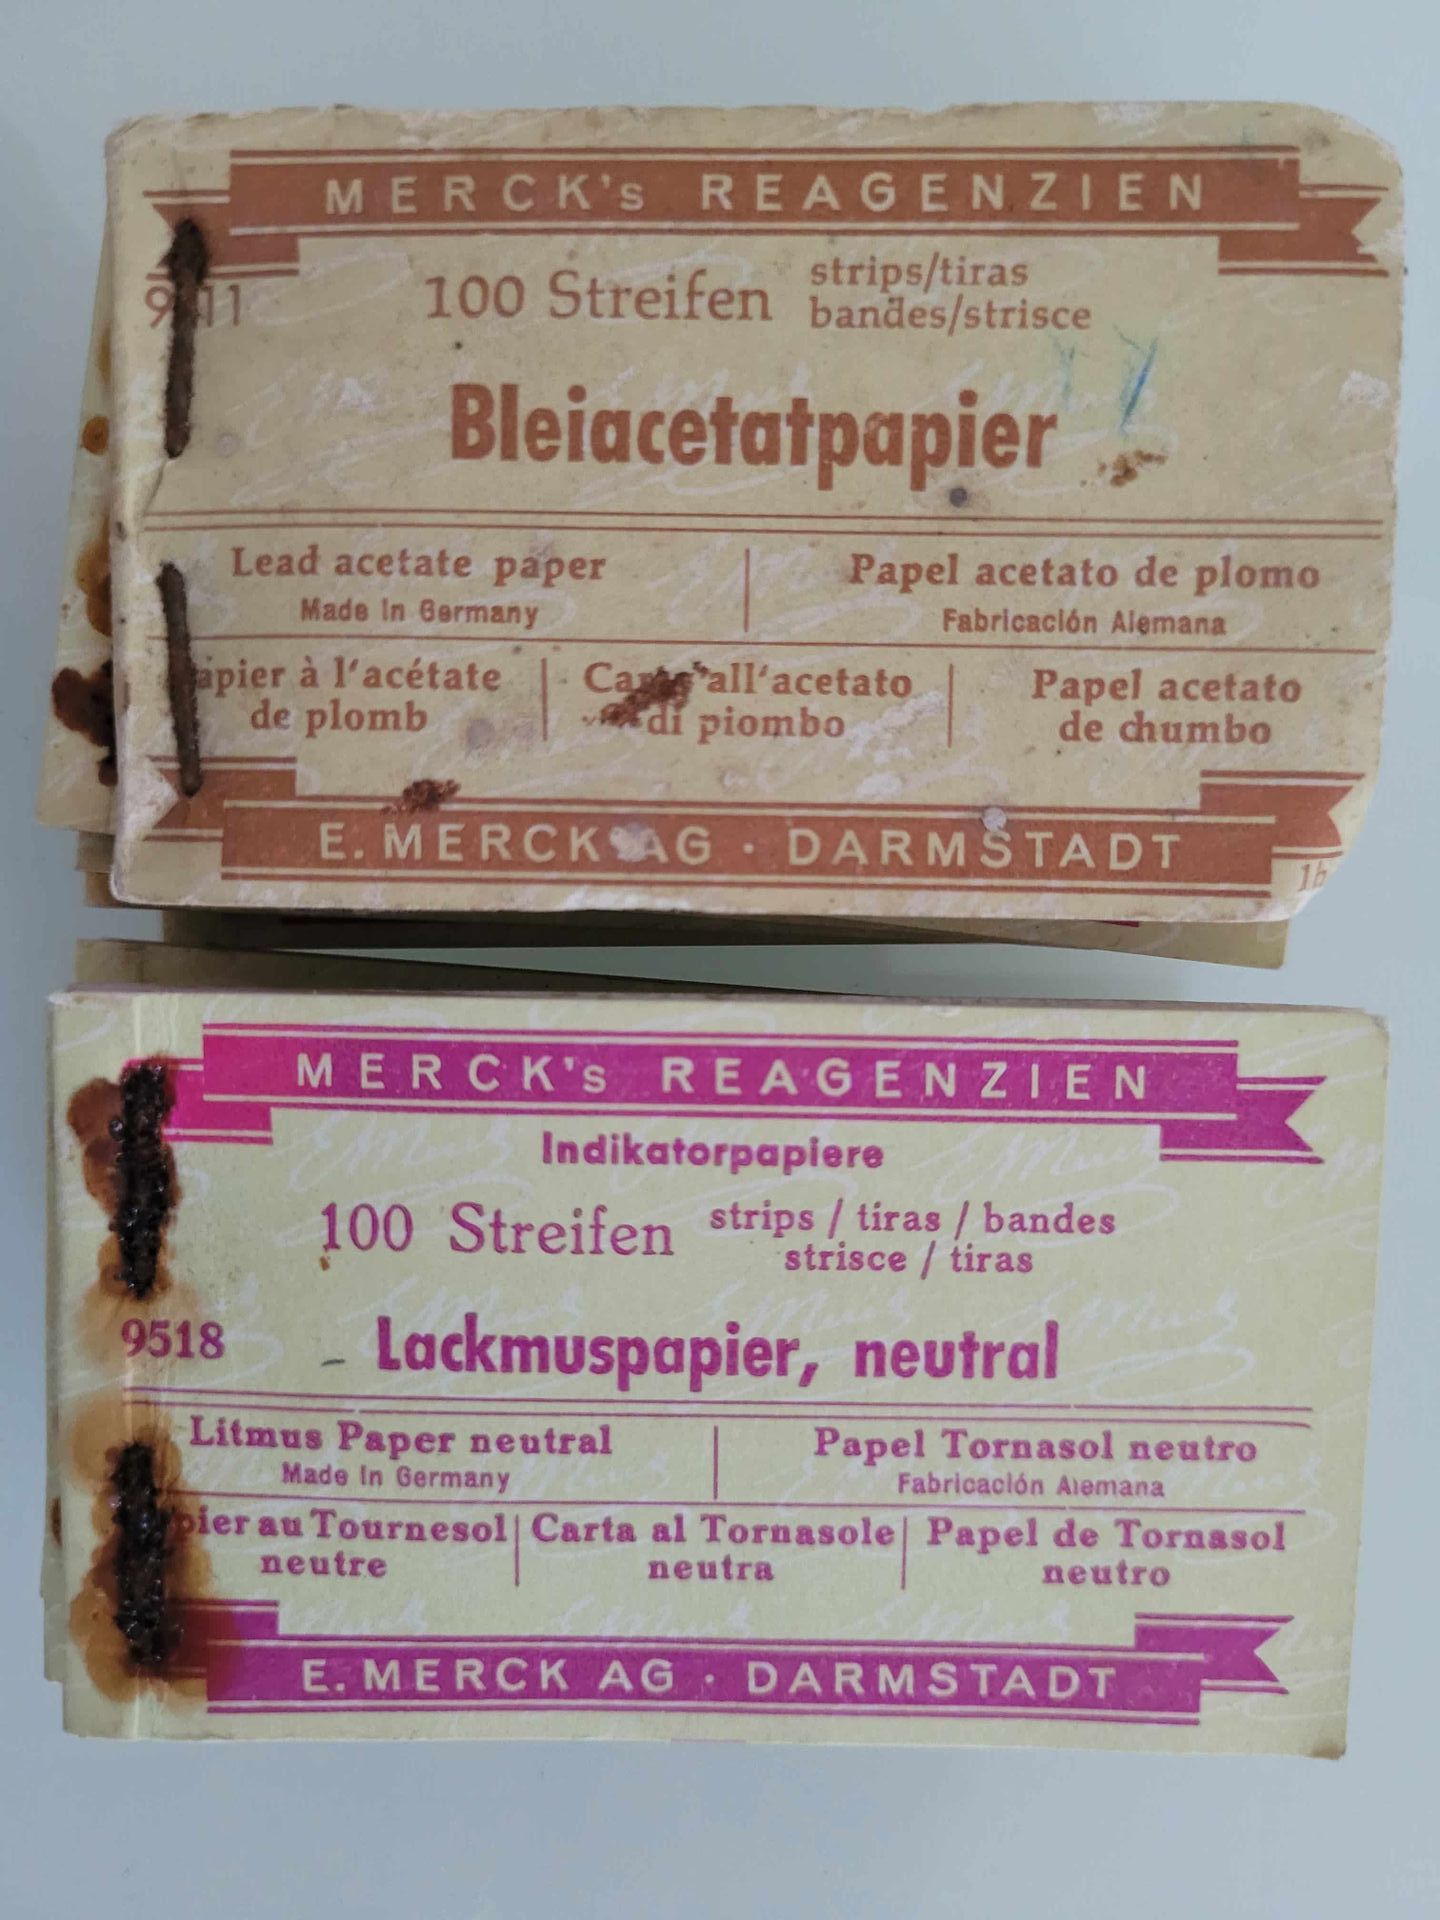 MERCK's REAGENZIEN
100 Streifen strips/tiras
bandes/strisce
Bleiacetatpapier
Lead acetate paper
Made in Germany
Papel acetato de plomo
Fabricación Alemana
à l'acétate
de plomb
all'acetato
di piombo
Papel acetato
de chumbo
E. MERCK AG · DARMSTADT
MERCK's REAGENZIEN
Indikatorpapiere
100 Streifen strips / tiras / bandes
strisce / tiras
9518
Lackmuspapier, neutral
Litmus Paper neutral
Made in Germany
Papel Tornasol neutro
Fabricación Alemana
au Tournesol
neutre
Carta al Tornasole
neutra
Papel de Tornasol
neutro
E. MERCK AG · DARMSTADT